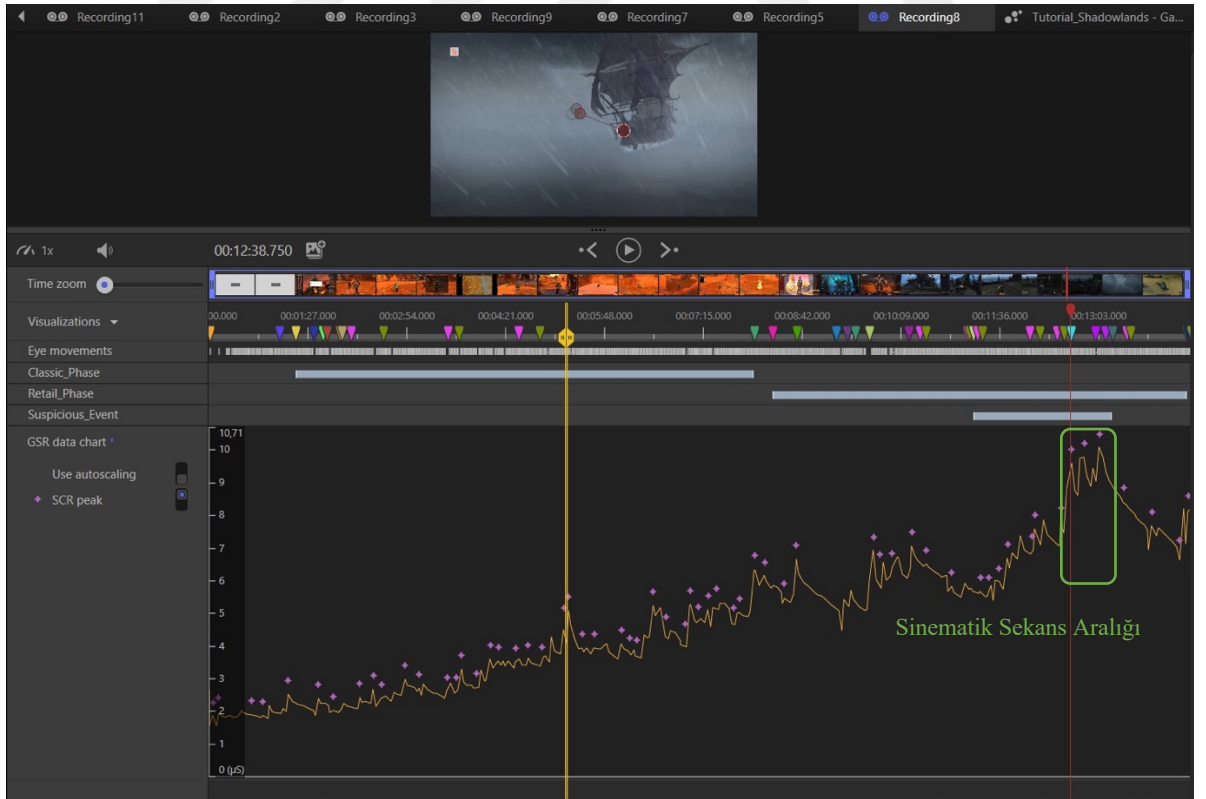 Recording11 Recording2 Recording3 Recording9 Recording7 Recording5 Recording8 Tutorial_Shadowlands - Ga...
1x 00:12:38.750
Time zoom
Visualizations 00.000 00:01:27.000 00:02:54.000 00:04:21.000 00:05:48.000 00:07:15.000 00:08:42.000 00:10:09.000 00:11:36.000 00:13:03.000
Eye movements
Classic_Phase
Retail_Phase
Suspicious_Event
GSR data chart *
10,71
10
Use autoscaling
9
SCR peak
8
7
6
5
Sinematik Sekans Aralığı
4
3
2
1
0 (µS)